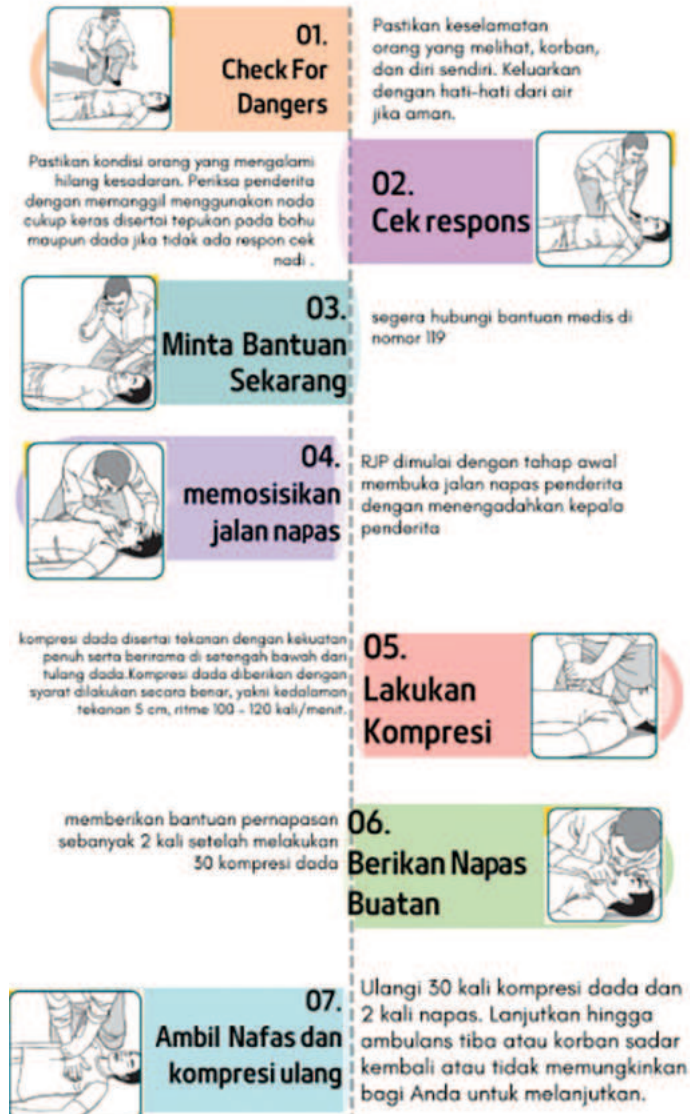 01.
Check For
Dangers
Pastikan keselamatan
orang yang melihat, korban,
dan diri sendiri. Keluarkan
dengan hati-hati dari air
jika aman.
Pastikan kondisi orang yang mengalami
hilang kesadaran. Periksa penderita
dengan memanggil menggunakan nada
cukup keras disertai tepukan pada bahu
maupun dada jika tidak ada respon cek
nadi .
02.
Cek respons
03.
Minta Bantuan
Sekarang
segera hubungi bantuan medis di
nomor 119
04.
memosisikan
jalan napas
RJP dimulai dengan tahap awal
membuka jalan napas penderita
dengan menengadahkan kepala
penderita
kompresi dada disertai tekanan dengan kekuatan
penuh serta berirama di setengah bawah dari
tulang dada.Kompresi dada diberikan dengan
syarat dilakukan secara benar, yakni kedalaman
tekanan 5 cm, ritme 100 - 120 kali/menit.
05.
Lakukan
Kompresi
memberikan bantuan pernapasan
sebanyak 2 kali setelah melakukan
30 kompresi dada
06.
Berikan Napas
Buatan
07.
Ambil Nafas dan
kompresi ulang
Ulangi 30 kali kompresi dada dan
2 kali napas. Lanjutkan hingga
ambulans tiba atau korban sadar
kembali atau tidak memungkinkan
bagi Anda untuk melanjutkan.